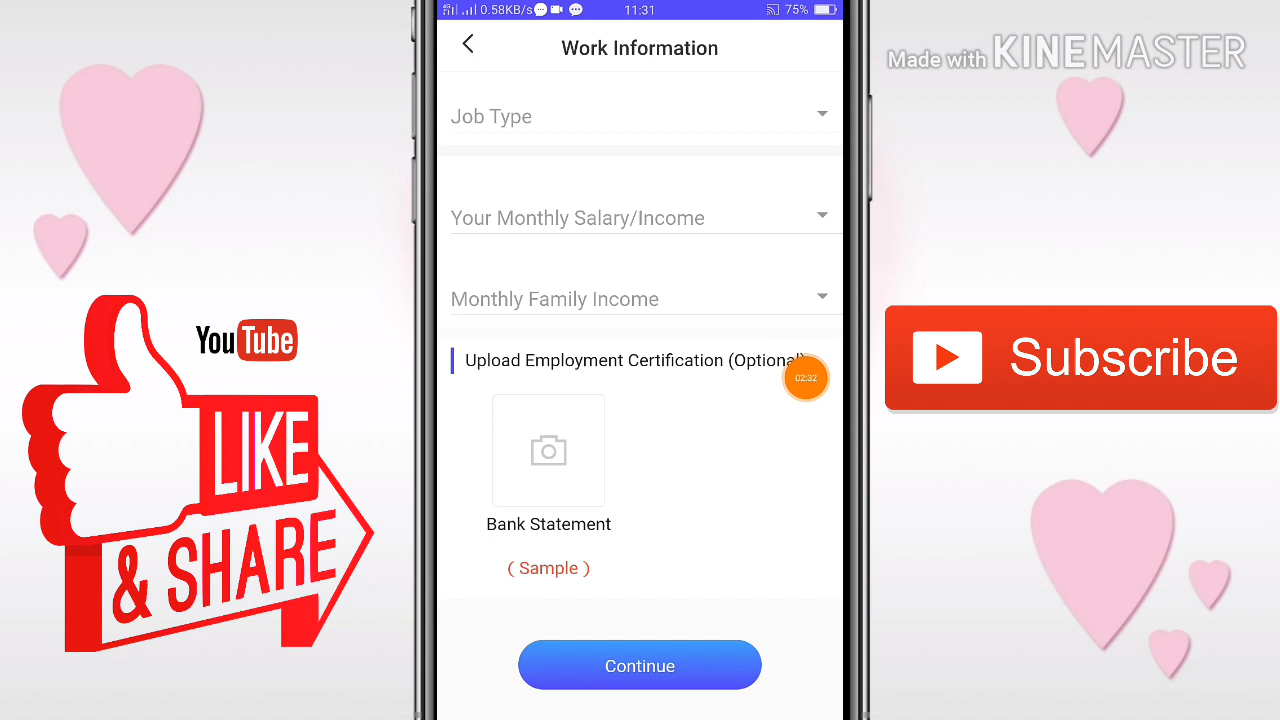 0.58KB/s
11:31
75%
Made with KINEMASTER
Work Information
Job Type
Your Monthly Salary/Income
Monthly Family Income
Upload Employment Certification (Optional)
02:32
Bank Statement
( Sample )
Continue
YouTube
LIKE
& SHARE
Subscribe